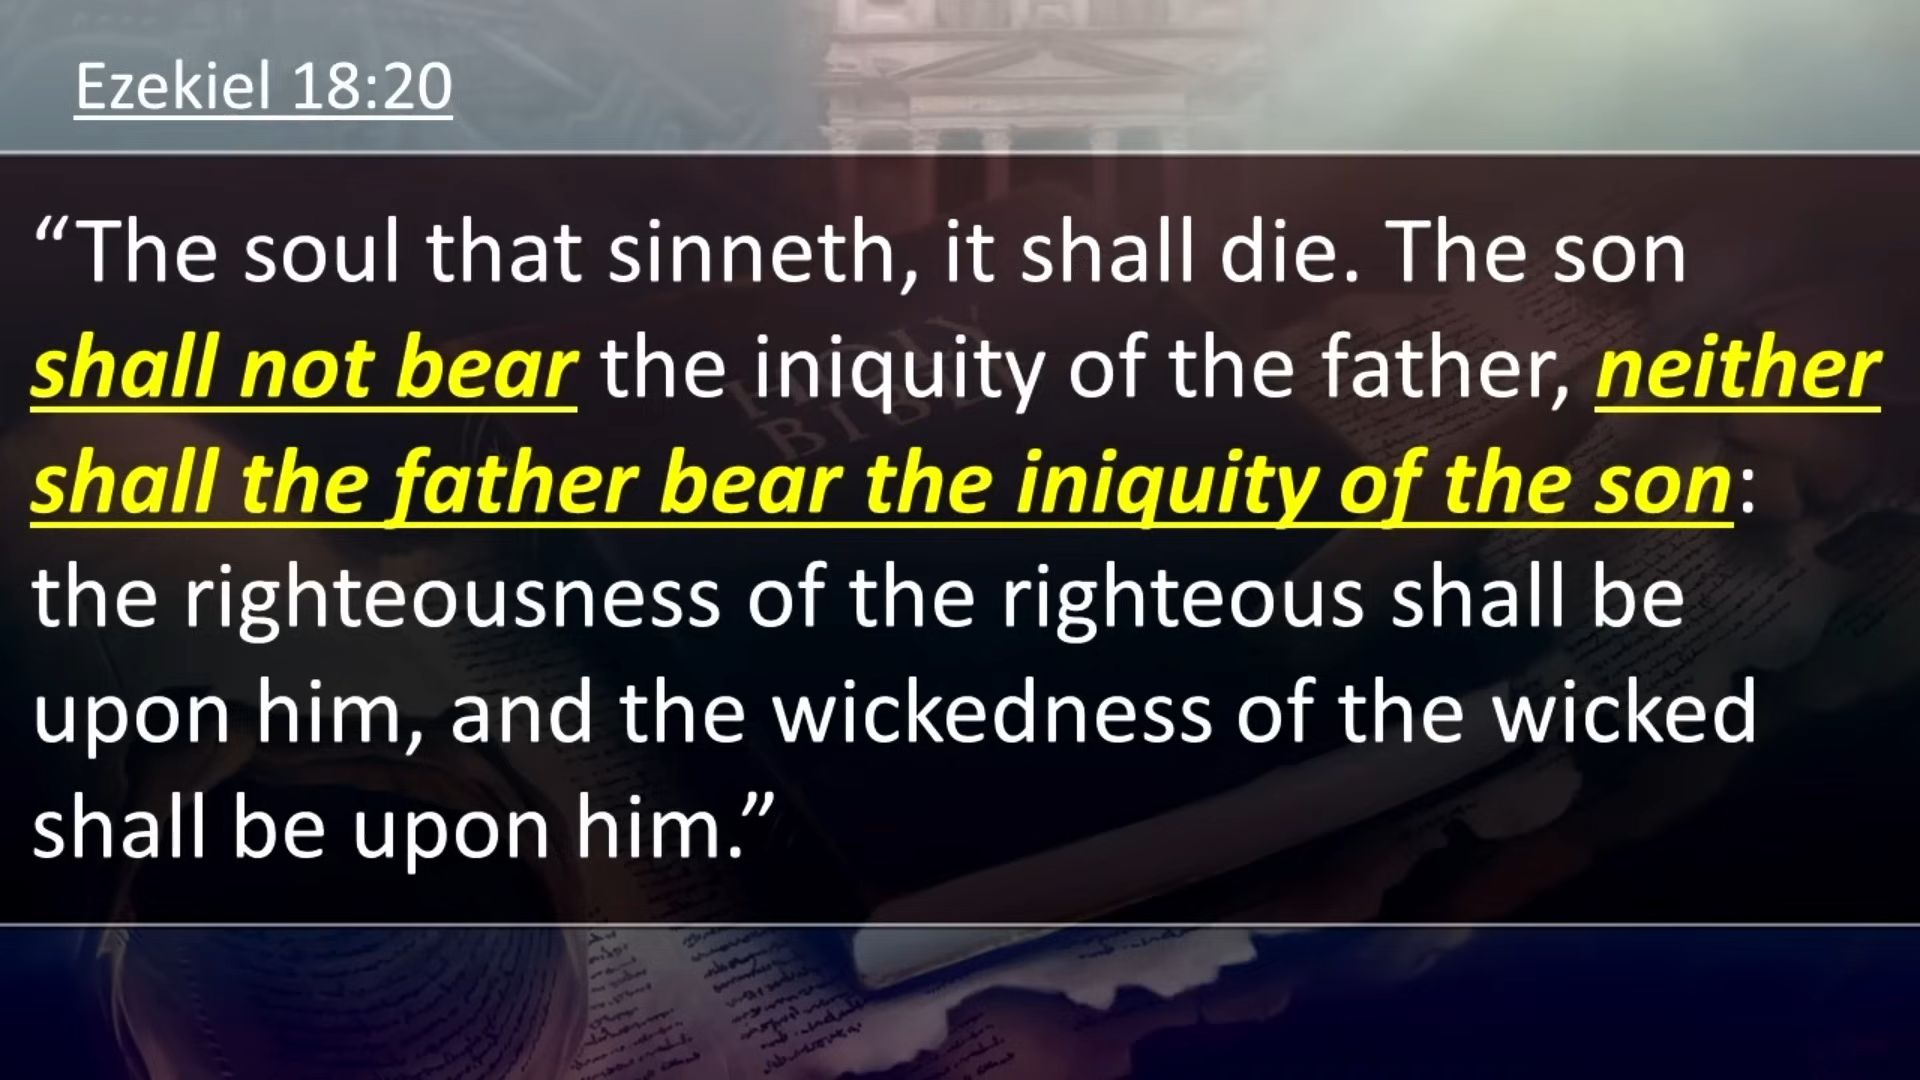 Ezekiel 18:20
“The soul that sinneth, it shall die. The son
shall not bear the iniquity of the father, neither
shall the father bear the iniquity of the son:
the righteousness of the righteous shall be
upon him, and the wickedness of the wicked
shall be upon him.”
HOLY
BIBLE